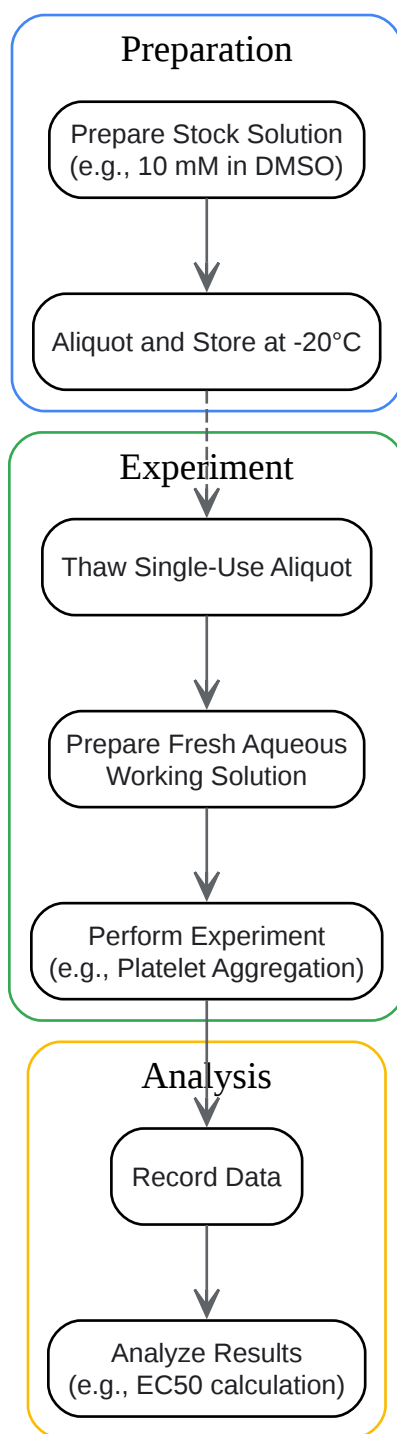 Preparation
Prepare Stock Solution
(e.g., 10 mM in DMSO)
Aliquot and Store at -20°C
Experiment
Thaw Single-Use Aliquot
Prepare Fresh Aqueous
Working Solution
Perform Experiment
(e.g., Platelet Aggregation)
Analysis
Record Data
Analyze Results
(e.g., EC50 calculation)